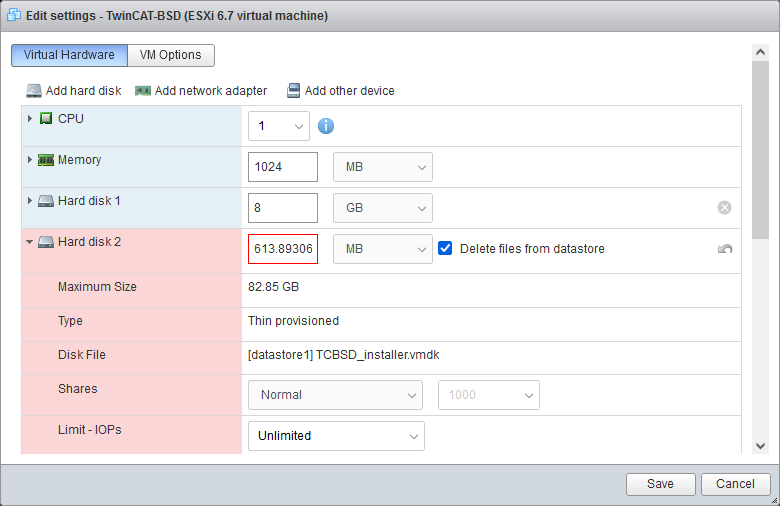 Edit settings - TwinCAT-BSD (ESXi 6.7 virtual machine)
Virtual Hardware VM Options
Add hard disk Add network adapter Add other device
CPU 1
Memory 1024 MB
Hard disk 1 8 GB
Hard disk 2 613.89306 MB Delete files from datastore
Maximum Size 82.85 GB
Type Thin provisioned
Disk File [datastore1] TCBSD_installer.vmdk
Shares Normal 1000
Limit - IOPs Unlimited
Save Cancel